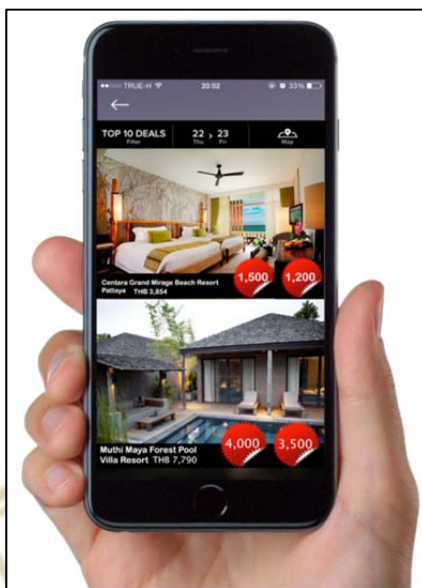 TRUE-H 20:02 33%
TOP 10 DEALS 22 › 23
Filter Thu Fri Map
1,500 1,200
Centara Grand Mirage Beach Resort
Pattaya THB 3,854
4,000 3,500
Muthi Maya Forest Pool
Villa Resort THB 7,790